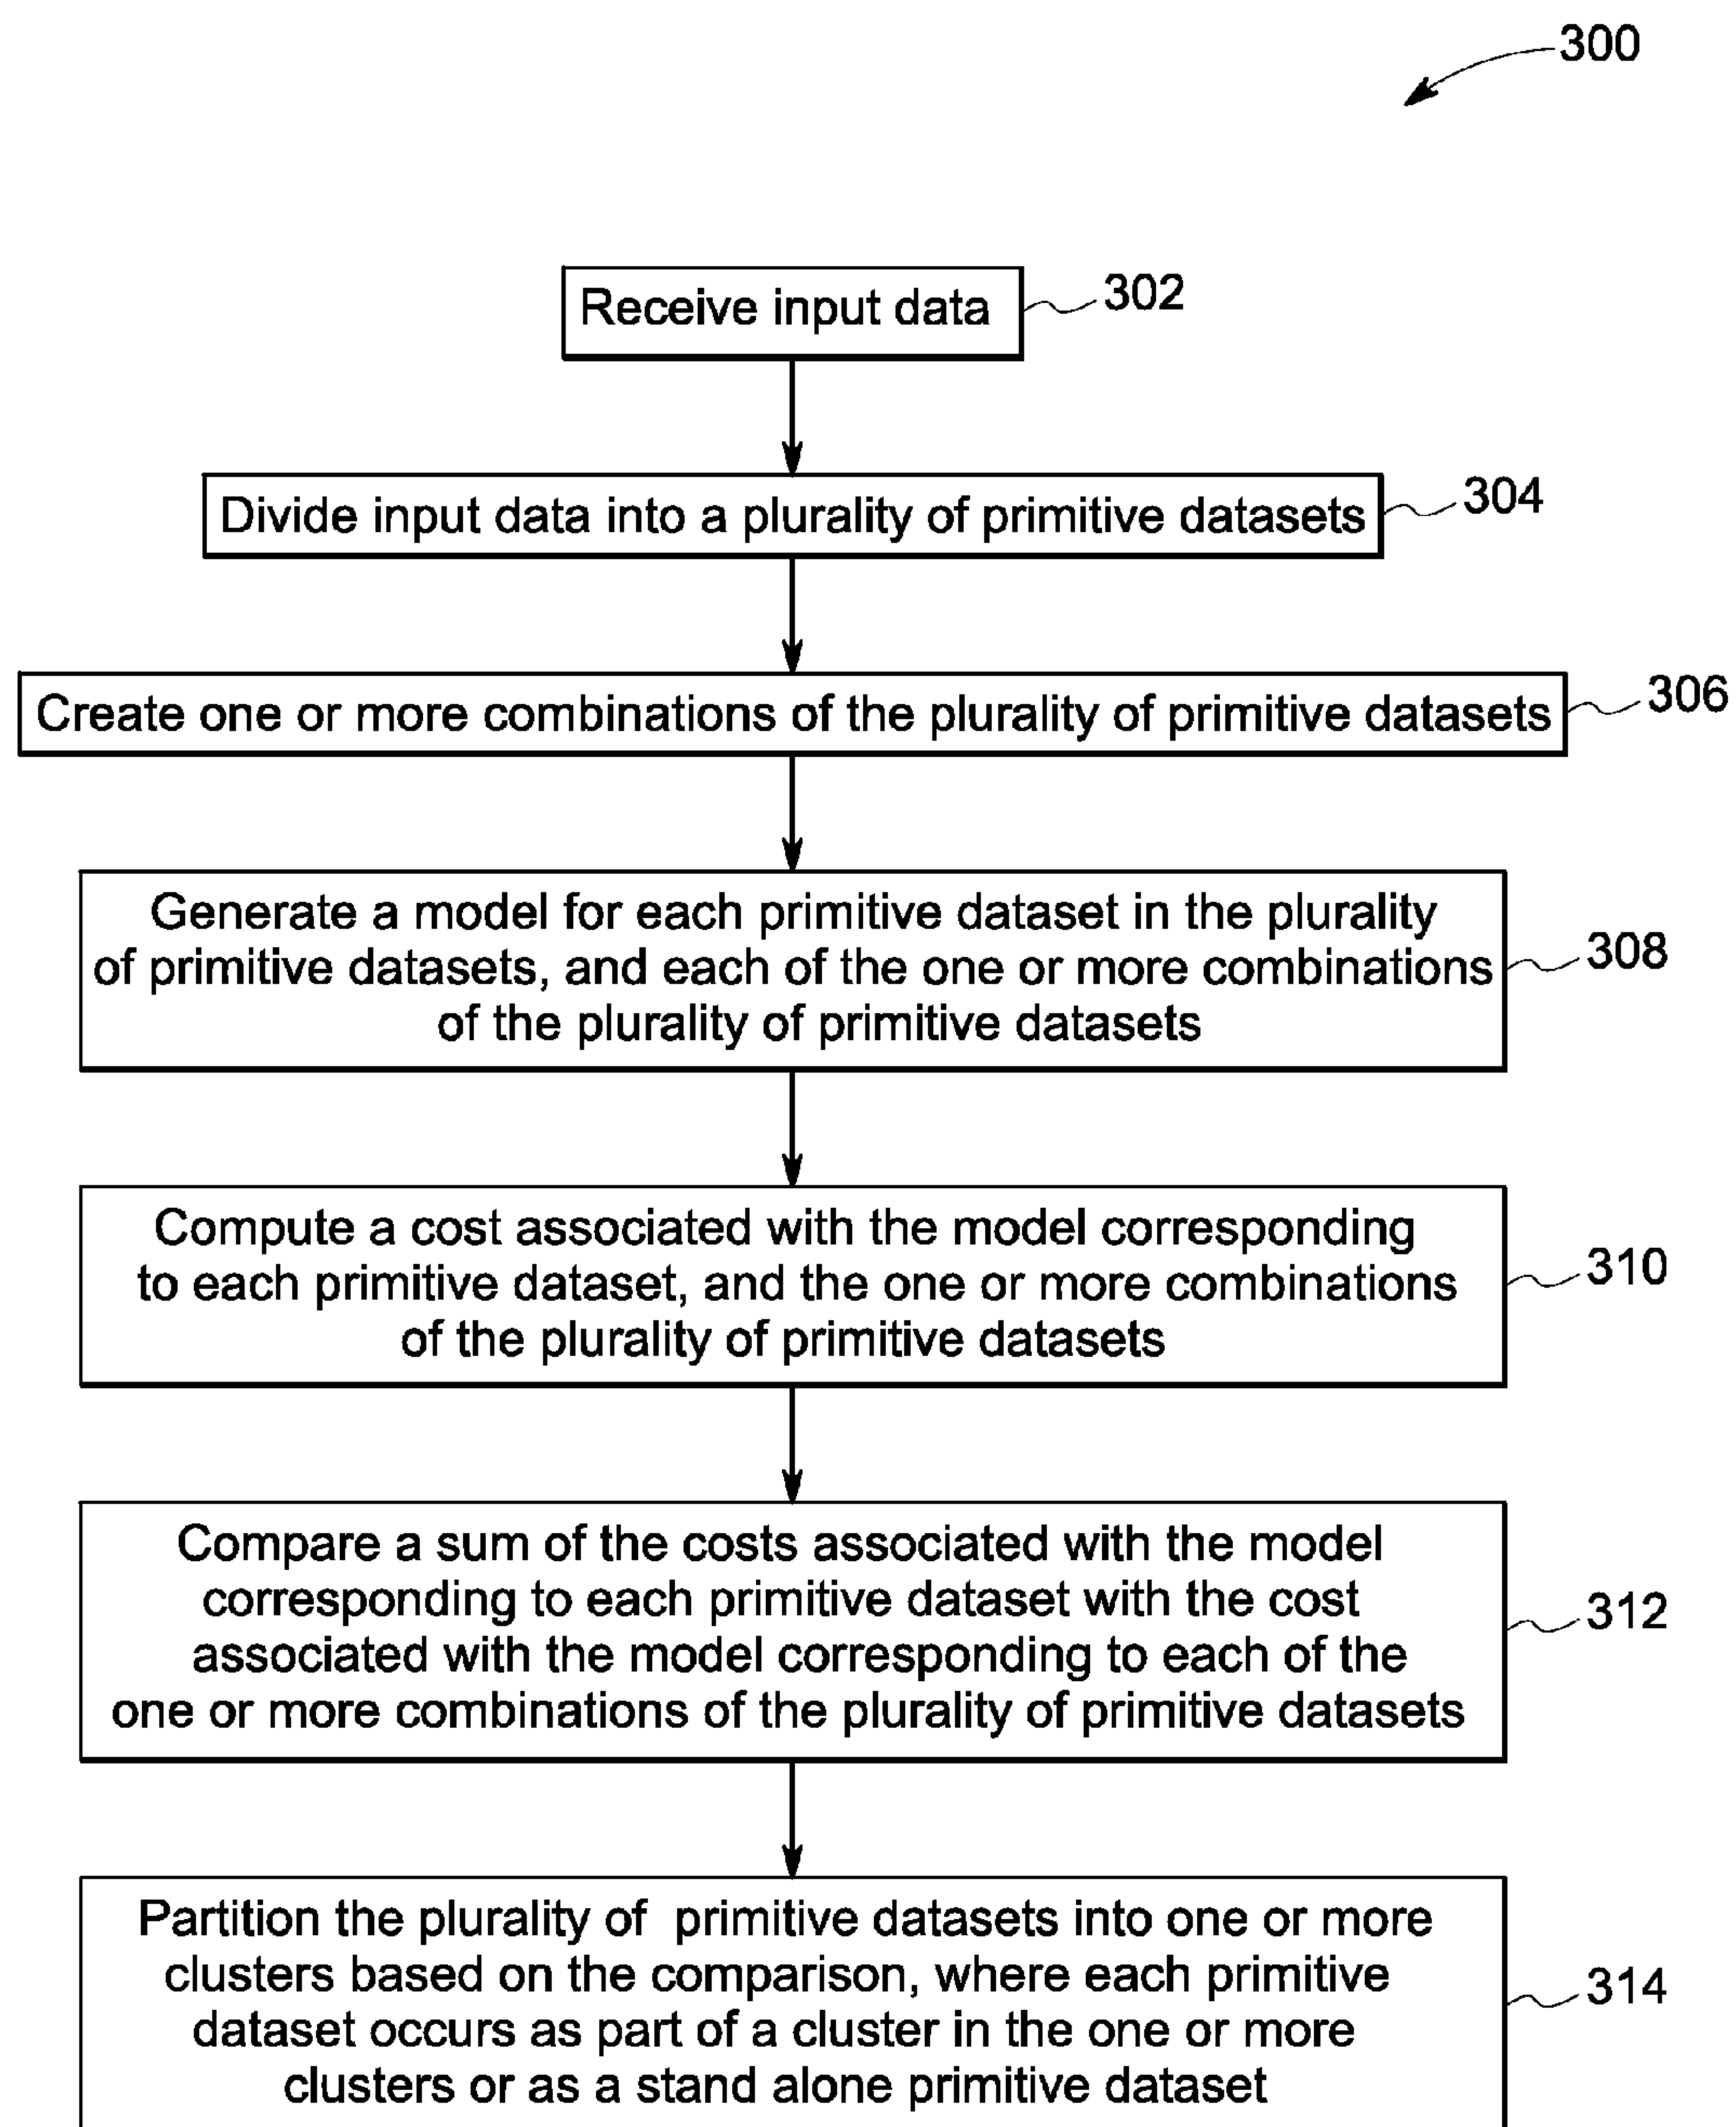 300
Receive input data
302
Divide input data into a plurality of primitive datasets
304
Create one or more combinations of the plurality of primitive datasets
306
Generate a model for each primitive dataset in the plurality
of primitive datasets, and each of the one or more combinations
of the plurality of primitive datasets
308
Compute a cost associated with the model corresponding
to each primitive dataset, and the one or more combinations
of the plurality of primitive datasets
310
Compare a sum of the costs associated with the model
corresponding to each primitive dataset with the cost
associated with the model corresponding to each of the
one or more combinations of the plurality of primitive datasets
312
Partition the plurality of primitive datasets into one or more
clusters based on the comparison, where each primitive
dataset occurs as part of a cluster in the one or more
clusters or as a stand alone primitive dataset
314